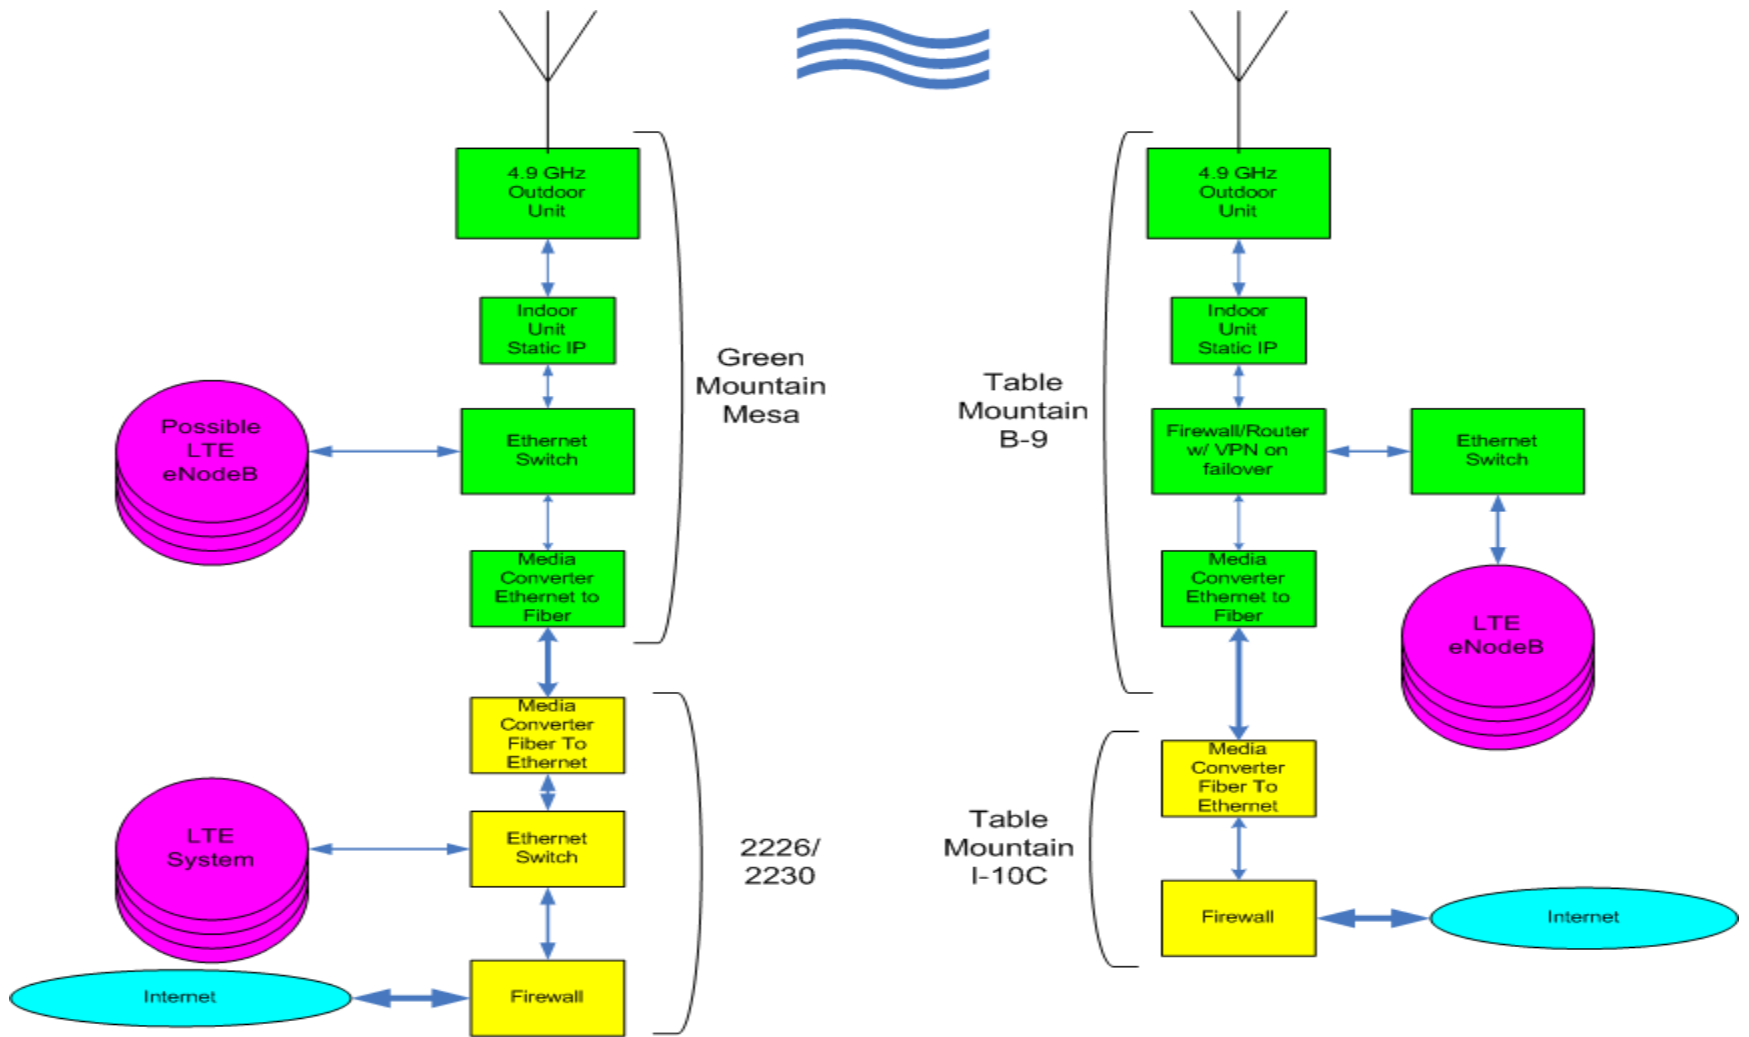 4.9 GHz
Outdoor
Unit
Indoor
Unit
Static IP
Green
Mountain
Mesa
Possible
LTE
eNodeB
Ethernet
Switch
Media
Converter
Ethernet to
Fiber
Media
Converter
Fiber To
Ethernet
LTE
System
Ethernet
Switch
2226/
2230
Internet
Firewall
4.9 GHz
Outdoor
Unit
Indoor
Unit
Static IP
Table
Mountain
B-9
Firewall/Router
w/ VPN on
failover
Ethernet
Switch
Media
Converter
Ethernet to
Fiber
LTE
eNodeB
Media
Converter
Fiber To
Ethernet
Table
Mountain
I-10C
Firewall
Internet